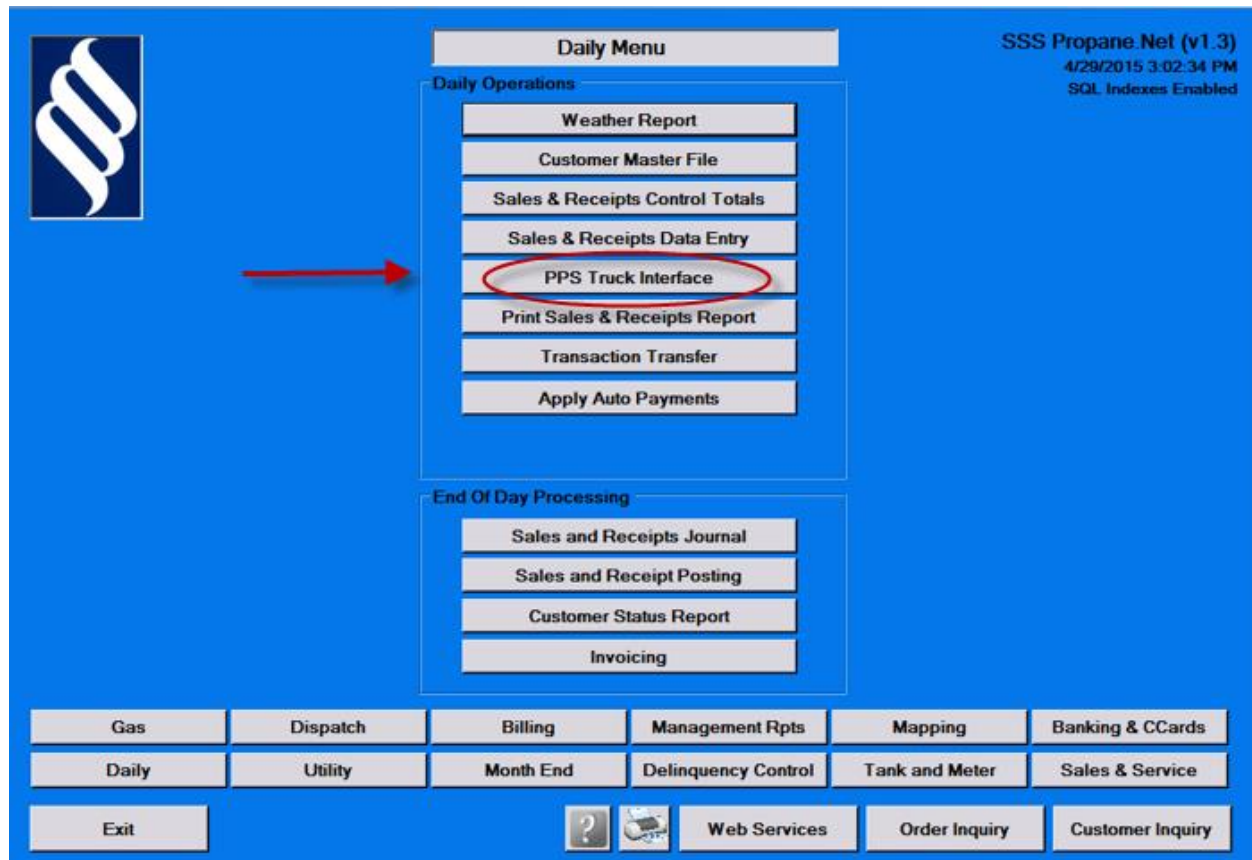 Daily Menu
SSS Propane.Net (v1.3)
4/29/2015 3:02:34 PM
SQL Indexes Enabled
Daily Operations
Weather Report
Customer Master File
Sales & Receipts Control Totals
Sales & Receipts Data Entry
PPS Truck Interface
Print Sales & Receipts Report
Transaction Transfer
Apply Auto Payments
End Of Day Processing
Sales and Receipts Journal
Sales and Receipt Posting
Customer Status Report
Invoicing
Gas Dispatch Billing Management Rpts Mapping Banking & CCards
Daily Utility Month End Delinquency Control Tank and Meter Sales & Service
Exit ? Web Services Order Inquiry Customer Inquiry